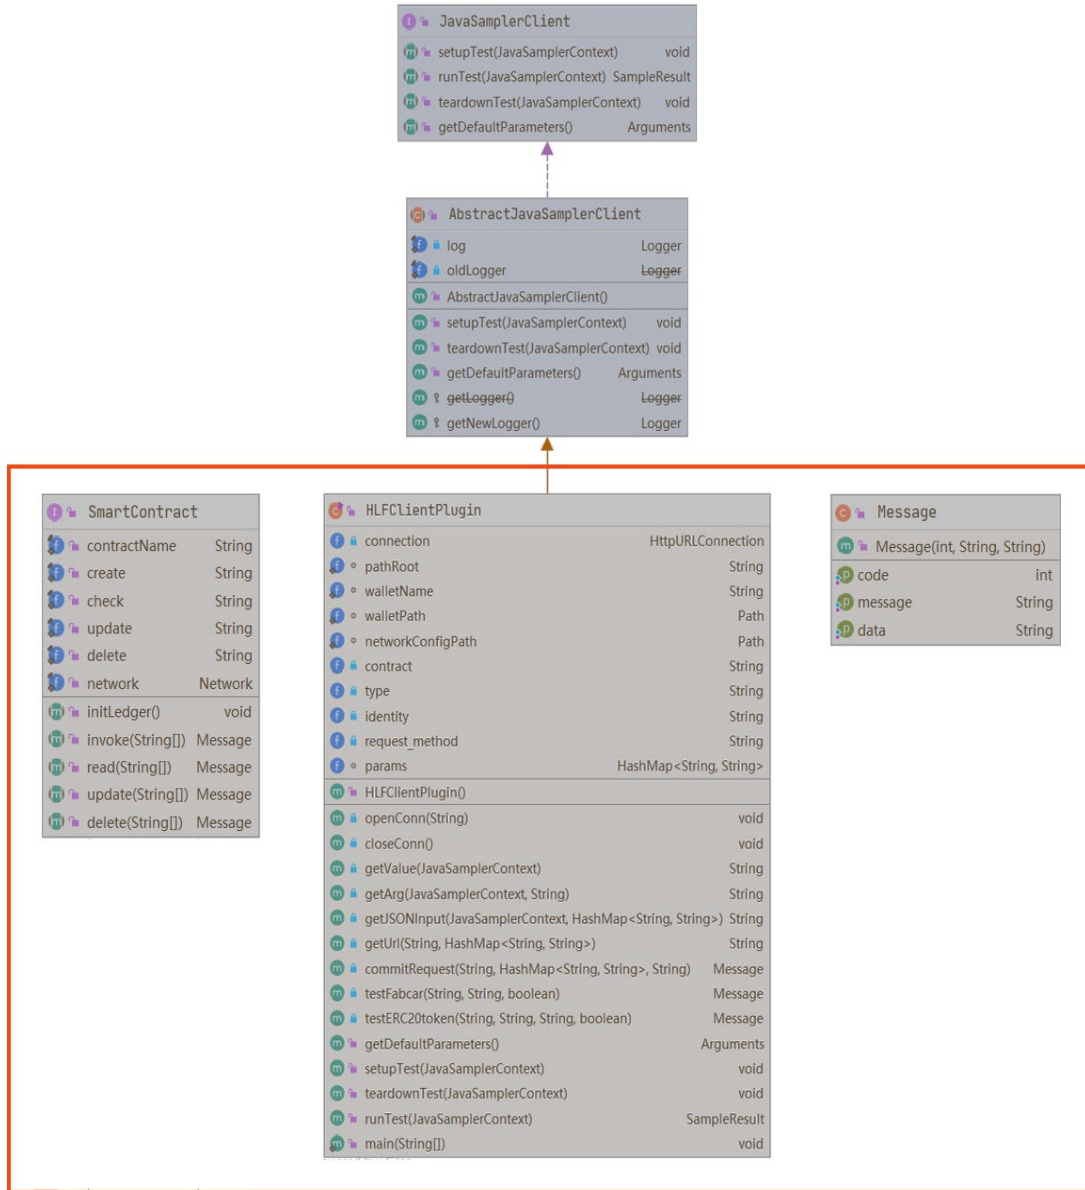 JavaSamplerClient
setupTest(JavaSamplerContext) void
runTest(JavaSamplerContext) SampleResult
teardownTest(JavaSamplerContext) void
getDefaultParameters() Arguments
AbstractJavaSamplerClient
log Logger
oldLogger Logger
AbstractJavaSamplerClient()
setupTest(JavaSamplerContext) void
teardownTest(JavaSamplerContext) void
getDefaultParameters() Arguments
getLogger() Logger
getNewLogger() Logger
SmartContract
contractName String
create String
check String
update String
delete String
network Network
initLedger() void
invoke(String[]) Message
read(String[]) Message
update(String[]) Message
delete(String[]) Message
HLFClientPlugin
connection HttpURLConnection
pathRoot String
walletName String
walletPath Path
networkConfigPath Path
contract String
type String
identity String
request_method String
params HashMap<String, String>
HLFClientPlugin()
openConn(String) void
closeConn() void
getValue(JavaSamplerContext) String
getArg(JavaSamplerContext, String) String
getJSONInput(JavaSamplerContext, HashMap<String, String>) String
getUrl(String, HashMap<String, String>) String
commitRequest(String, HashMap<String, String>, String) Message
testFabcar(String, String, boolean) Message
testERC20token(String, String, String, boolean) Message
getDefaultParameters() Arguments
setupTest(JavaSamplerContext) void
teardownTest(JavaSamplerContext) void
runTest(JavaSamplerContext) SampleResult
main(String[]) void
Message
Message(int, String, String)
code int
message String
data String